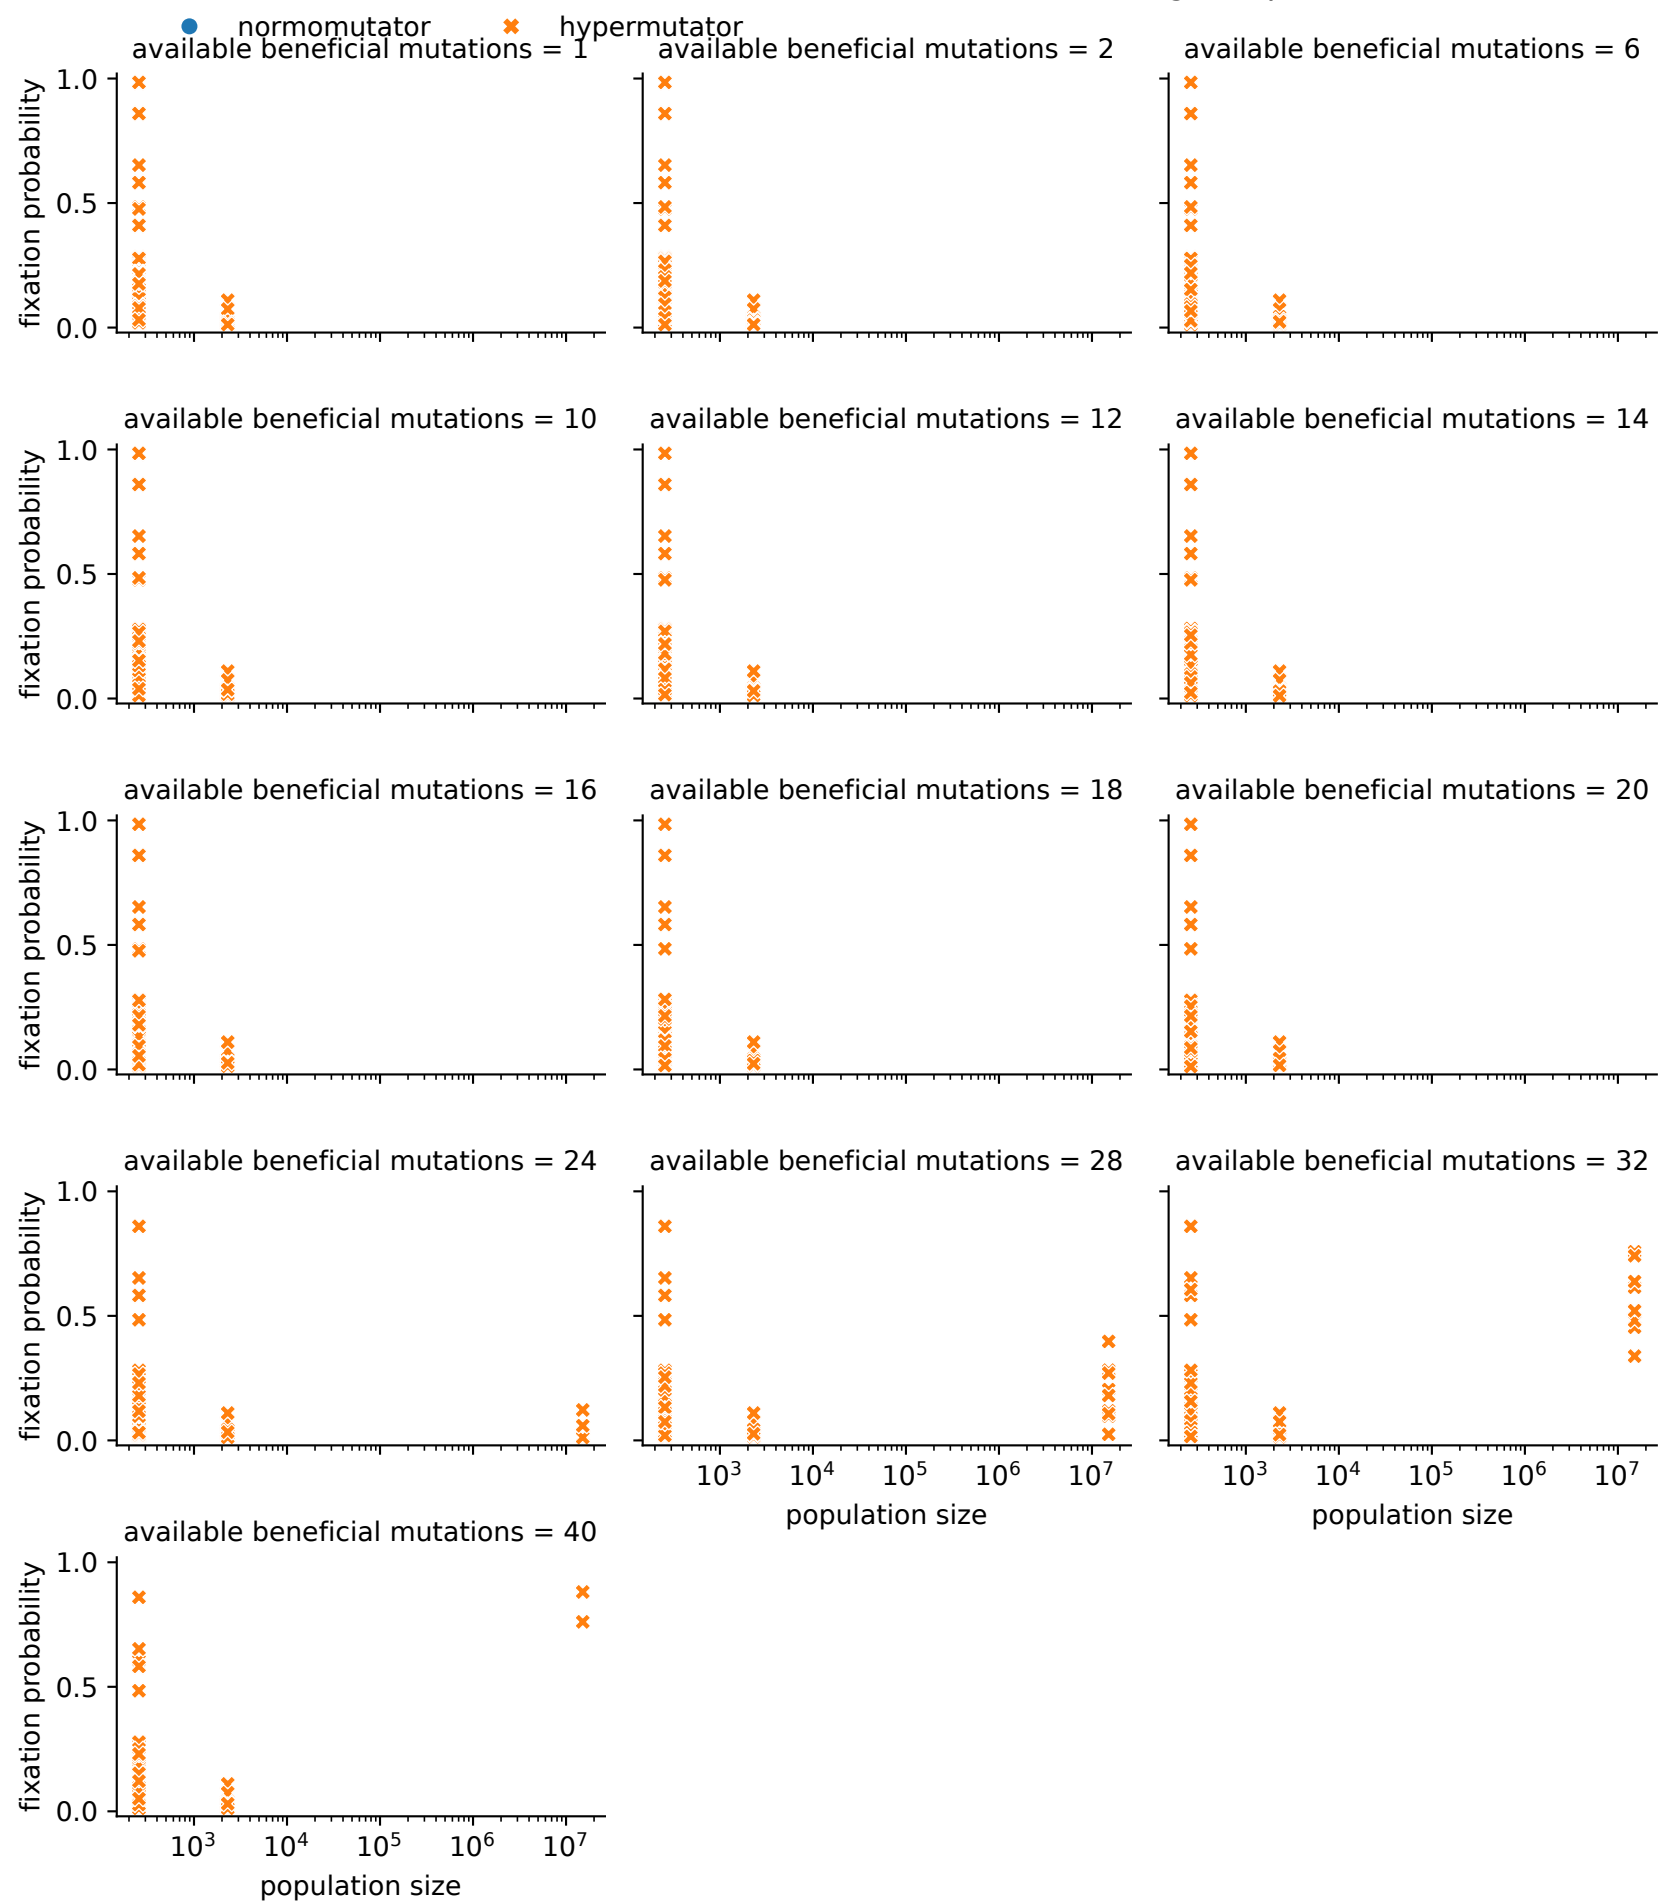 normomutator hypermutator
available beneficial mutations = 1 available beneficial mutations = 2 available beneficial mutations = 6
fixation probability
1.0
0.5
0.0
available beneficial mutations = 10 available beneficial mutations = 12 available beneficial mutations = 14
fixation probability
1.0
0.5
0.0
available beneficial mutations = 16 available beneficial mutations = 18 available beneficial mutations = 20
fixation probability
1.0
0.5
0.0
available beneficial mutations = 24 available beneficial mutations = 28 available beneficial mutations = 32
fixation probability
1.0
0.5
0.0
10³ 10⁴ 10⁵ 10⁶ 10⁷ 10³ 10⁴ 10⁵ 10⁶ 10⁷
population size population size
available beneficial mutations = 40
fixation probability
1.0
0.5
0.0
10³ 10⁴ 10⁵ 10⁶ 10⁷
population size